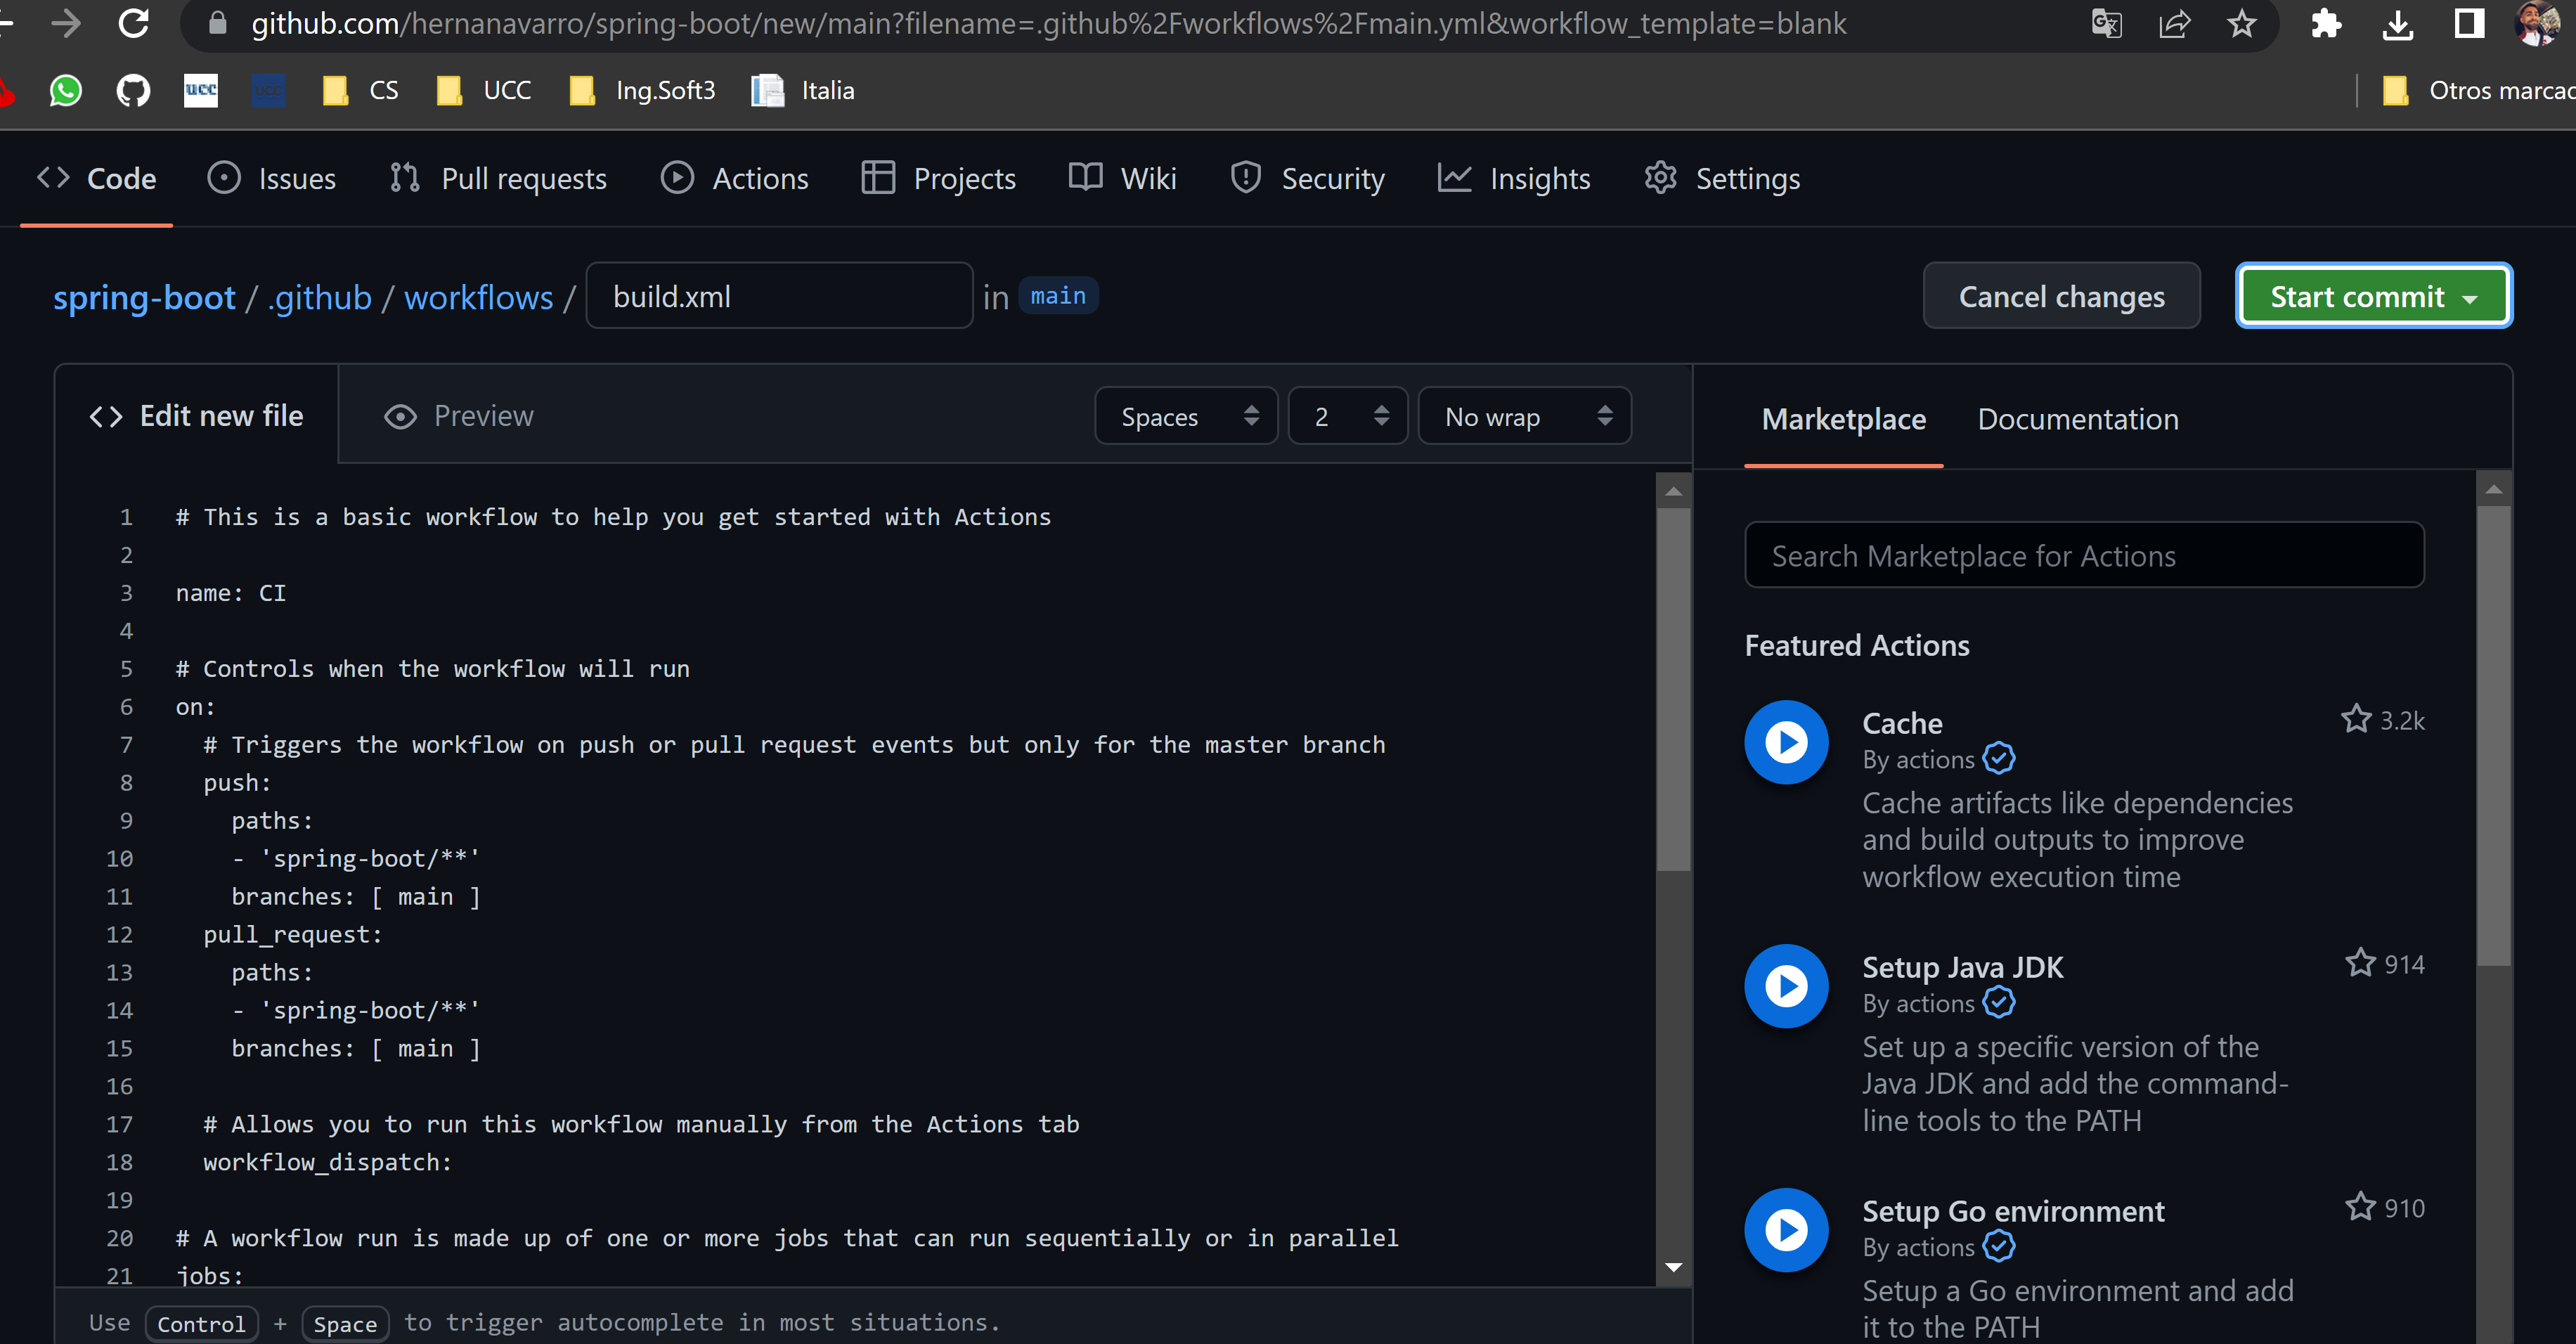 github.com/hernanavarro/spring-boot/new/main?filename=.github%2Fworkflows%2Fmain.yml&workflow_template=blank
ucc UCC CS UCC Ing.Soft3 Italia Otros marcad
Code Issues Pull requests Actions Projects Wiki Security Insights Settings
spring-boot / .github / workflows / build.xml in main Cancel changes Start commit
Edit new file Preview Spaces 2 No wrap
Marketplace Documentation
1 # This is a basic workflow to help you get started with Actions
2
3 name: CI
4
5 # Controls when the workflow will run
6 on:
7 # Triggers the workflow on push or pull request events but only for the master branch
8 push:
9 paths:
10 - 'spring-boot/**'
11 branches: [ main ]
12 pull_request:
13 paths:
14 - 'spring-boot/**'
15 branches: [ main ]
16
17 # Allows you to run this workflow manually from the Actions tab
18 workflow_dispatch:
19
20 # A workflow run is made up of one or more jobs that can run sequentially or in parallel
21 jobs:
Use Control + Space to trigger autocomplete in most situations.
Search Marketplace for Actions
Featured Actions
Cache 3.2k
By actions
Cache artifacts like dependencies
and build outputs to improve
workflow execution time
Setup Java JDK 914
By actions
Set up a specific version of the
Java JDK and add the command-
line tools to the PATH
Setup Go environment 910
By actions
Setup a Go environment and add
it to the PATH